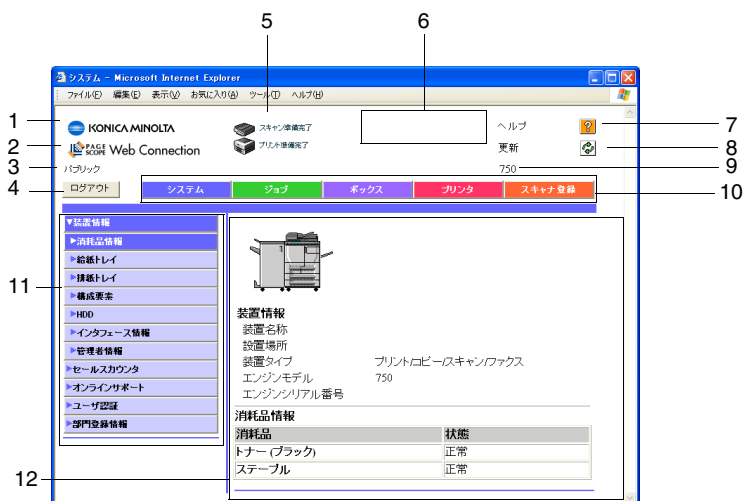 5
6
システム - Microsoft Internet Explorer
ファイル(F) 編集(E) 表示(V) お気に入り(A) ツール(T) ヘルプ(H)
1
KONICA MINOLTA
スキャン準備完了
ヘルプ
?
7
2
PAGE SCOPE Web Connection
プリント準備完了
更新
8
3
パブリック
750
9
4
ログアウト
システム ジョブ ボックス プリンタ スキャナ登録
10
11
▼装置情報
▶消耗品情報
▶給紙トレイ
▶排紙トレイ
▶構成要素
▶HDD
▶インタフェース情報
▶管理者情報
▶セールスカウンタ
▶オンラインサポート
▶ユーザ認証
▶部門登録情報
装置情報
装置名称
設置場所
装置タイプ プリント/コピー/スキャン/ファクス
エンジンモデル 750
エンジンシリアル番号
消耗品情報
消耗品 状態
トナー (ブラック) 正常
ステープル 正常
12